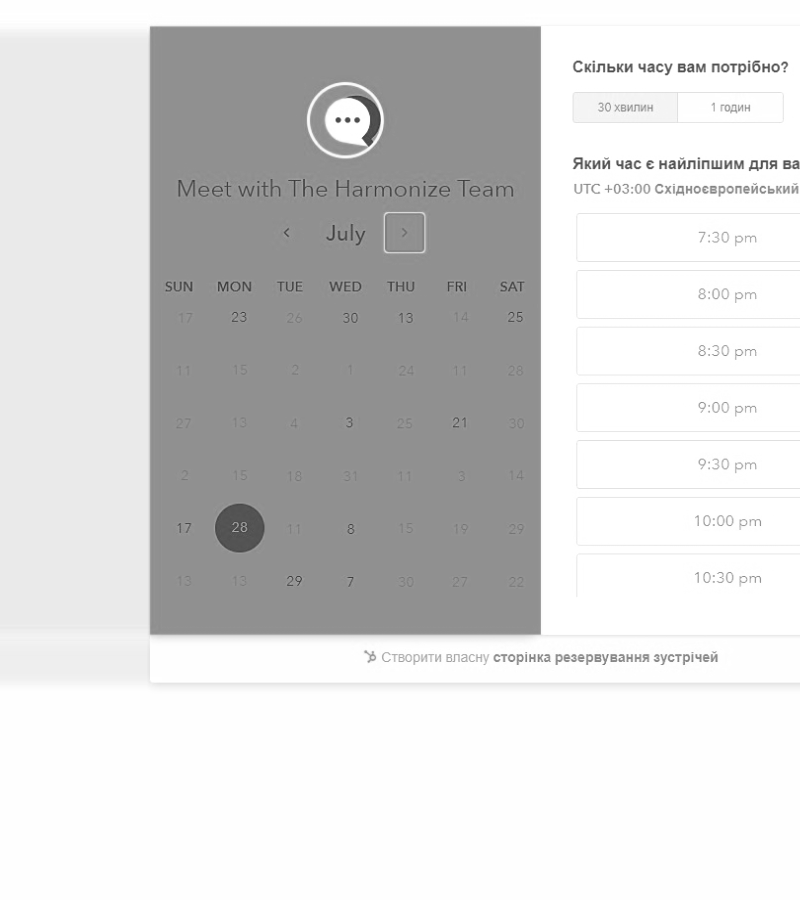 Meet with The Harmonize Team
July
SUN MON TUE WED THU FRI SAT
17 23 26 30 13 14 25
11 15 2 1 24 11 28
27 13 4 3 25 21 30
2 15 18 31 11 3 14
17 28 11 8 15 19 29
13 13 29 7 30 27 22
Скільки часу вам потрібно?
30 хвилин 1 годин
Який час є найліпшим для ва
UTC +03:00 Східноєвропейський
7:30 pm
8:00 pm
8:30 pm
9:00 pm
9:30 pm
10:00 pm
10:30 pm
Створити власну сторінка резервування зустрічей